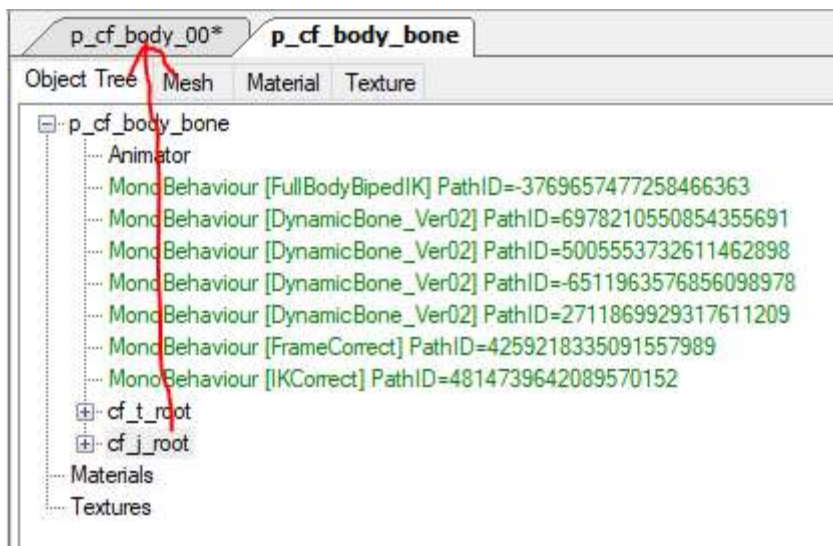 p_cf_body_00* p_cf_body_bone
Object Tree Mesh Material Texture
p_cf_body_bone
Animator
MonoBehaviour [FullBodyBipedIK] PathID=-3769657477258466363
MonoBehaviour [DynamicBone_Ver02] PathID=6978210550854355691
MonoBehaviour [DynamicBone_Ver02] PathID=5005553732611462898
MonoBehaviour [DynamicBone_Ver02] PathID=-6511963576856098978
MonoBehaviour [DynamicBone_Ver02] PathID=2711869929317611209
MonoBehaviour [FrameCorrect] PathID=4259218335091557989
MonoBehaviour [IKCorrect] PathID=4814739642089570152
cf_t_root
cf_j_root
Materials
Textures